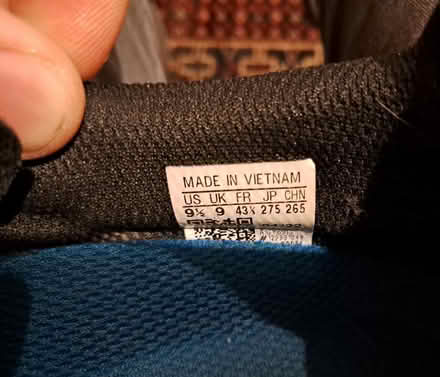 MADE IN VIETNAM
US UK FR JP CHN
9½ 9 43⅓ 275 265